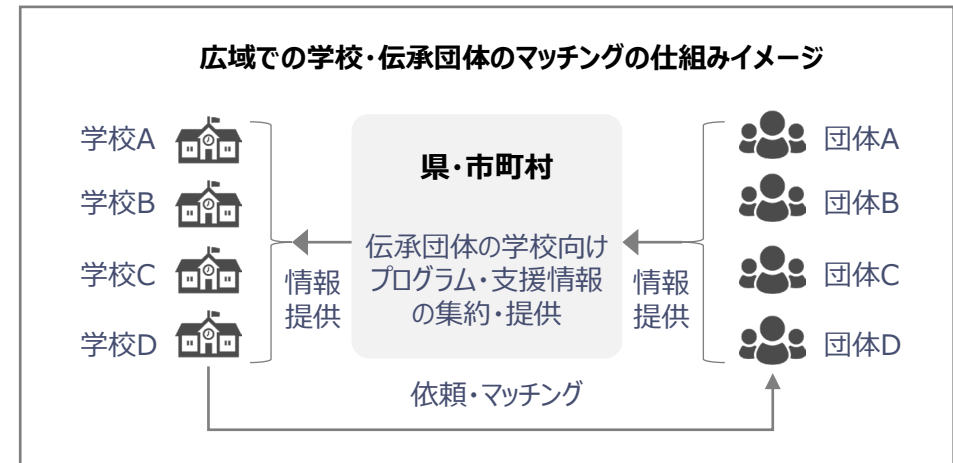 広域での学校・伝承団体のマッチングの仕組みイメージ
学校A
学校B
学校C
学校D
情報
提供
県・市町村
伝承団体の学校向け
プログラム・支援情報
の集約・提供
情報
提供
団体A
団体B
団体C
団体D
依頼・マッチング